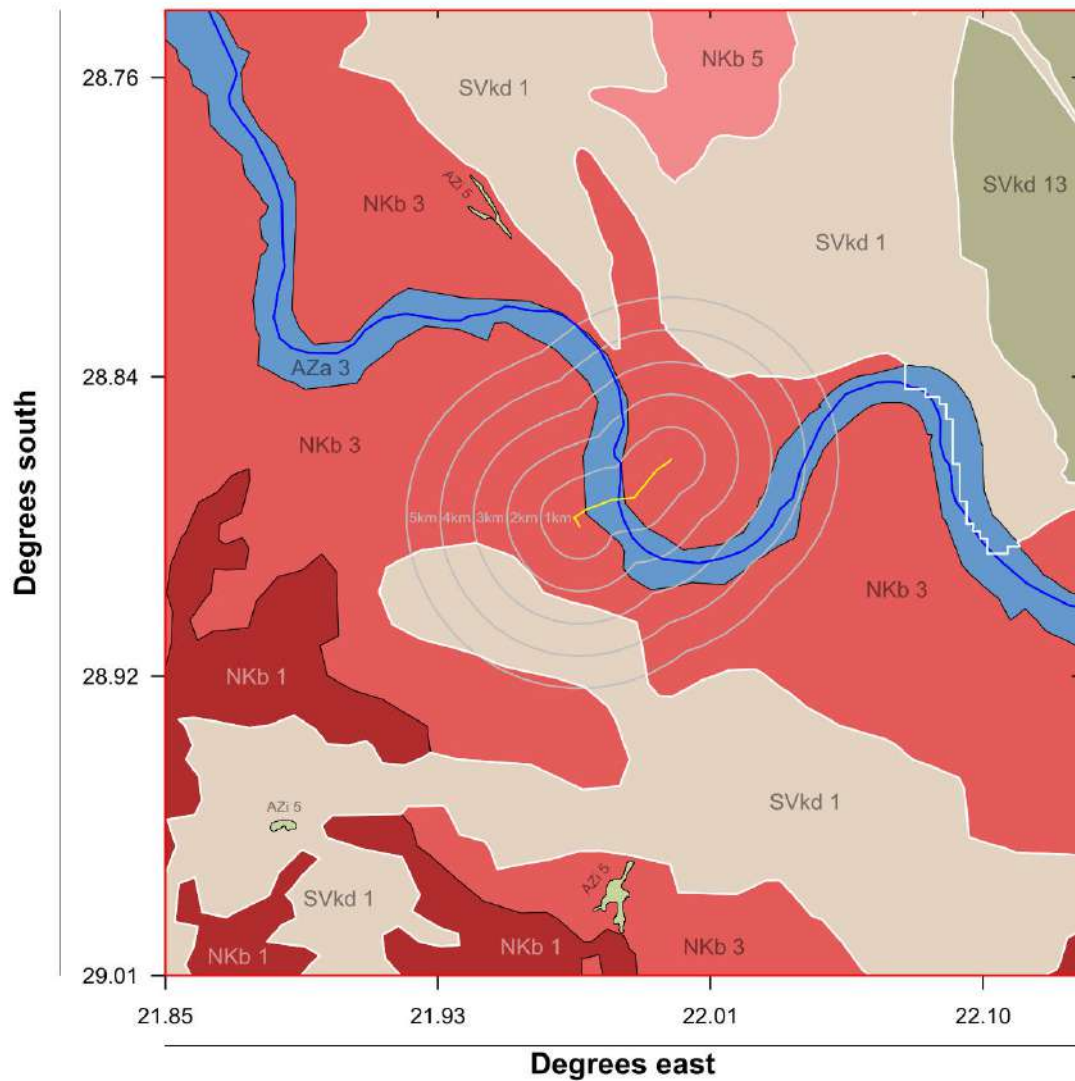 28.76
28.84
28.92
29.01
Degrees south
NKb 5
SVkd 1
SVkd 13
AZi 5
NKb 3
SVkd 1
AZa 3
NKb 3
5km
4km
3km
2km
1km
NKb 3
NKb 1
SVkd 1
AZi 5
AZi 5
SVkd 1
NKb 1
NKb 1
NKb 3
21.85
21.93
22.01
22.10
Degrees east